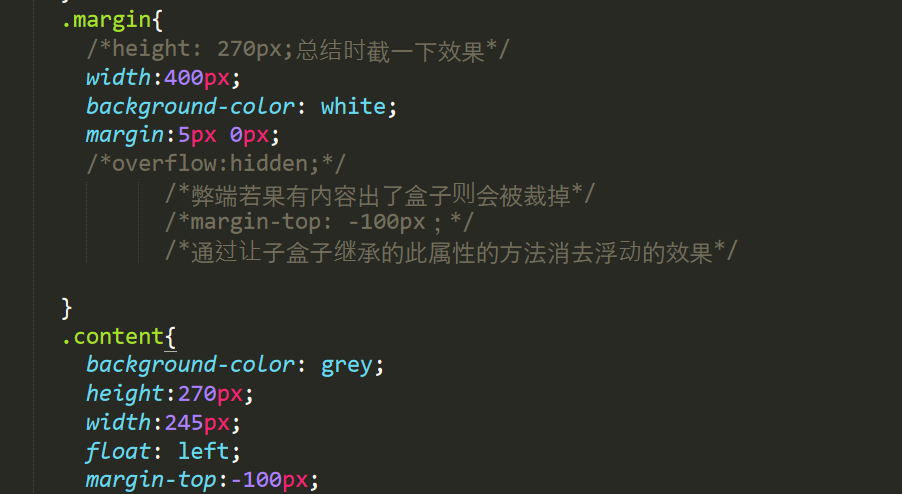 }
.margin{
/*height: 270px;总结时截一下效果*/
width:400px;
background-color: white;
margin:5px 0px;
/*overflow:hidden;*/
/*弊端若果有内容出了盒子则会被裁掉*/
/*margin-top: -100px；*/
/*通过让子盒子继承的此属性的方法消去浮动的效果*/
}
.content{
background-color: grey;
height:270px;
width:245px;
float: left;
margin-top:-100px;